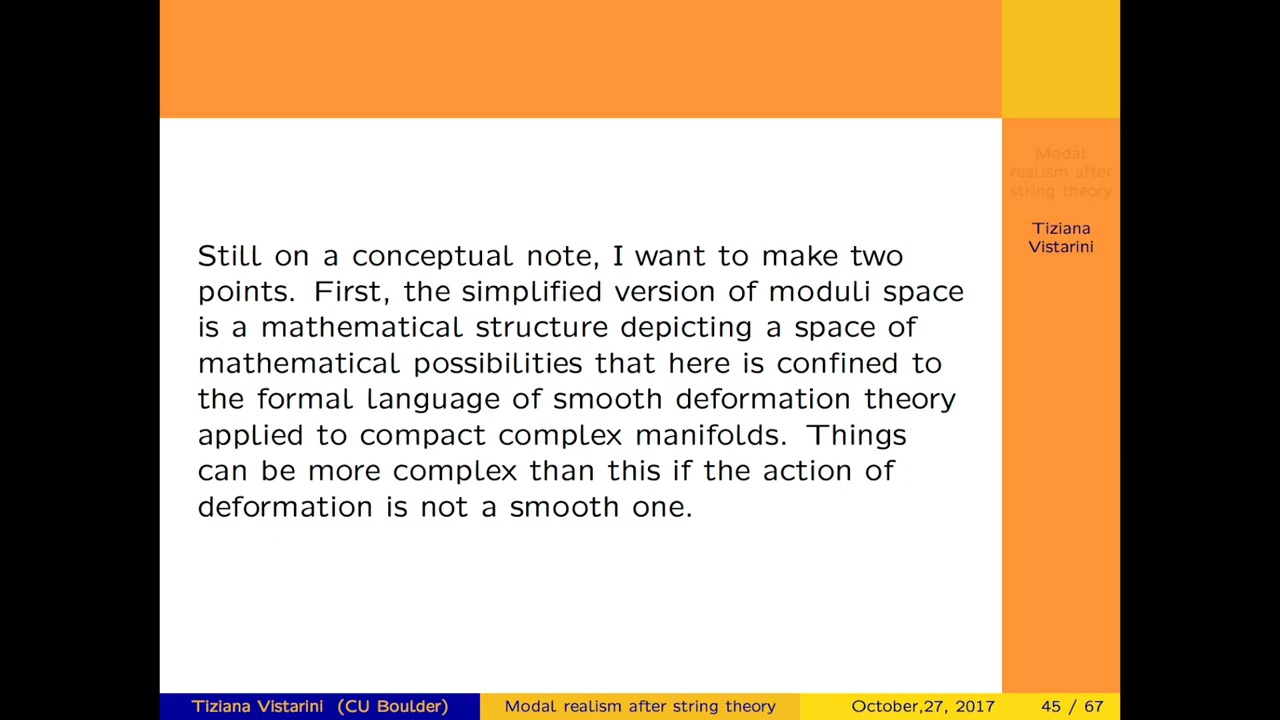 Modal
realism after
string theory
Tiziana
Vistarini
Still on a conceptual note, I want to make two
points. First, the simplified version of moduli space
is a mathematical structure depicting a space of
mathematical possibilities that here is confined to
the formal language of smooth deformation theory
applied to compact complex manifolds. Things
can be more complex than this if the action of
deformation is not a smooth one.
Tiziana Vistarini (CU Boulder)
Modal realism after string theory
October,27, 2017
45 / 67